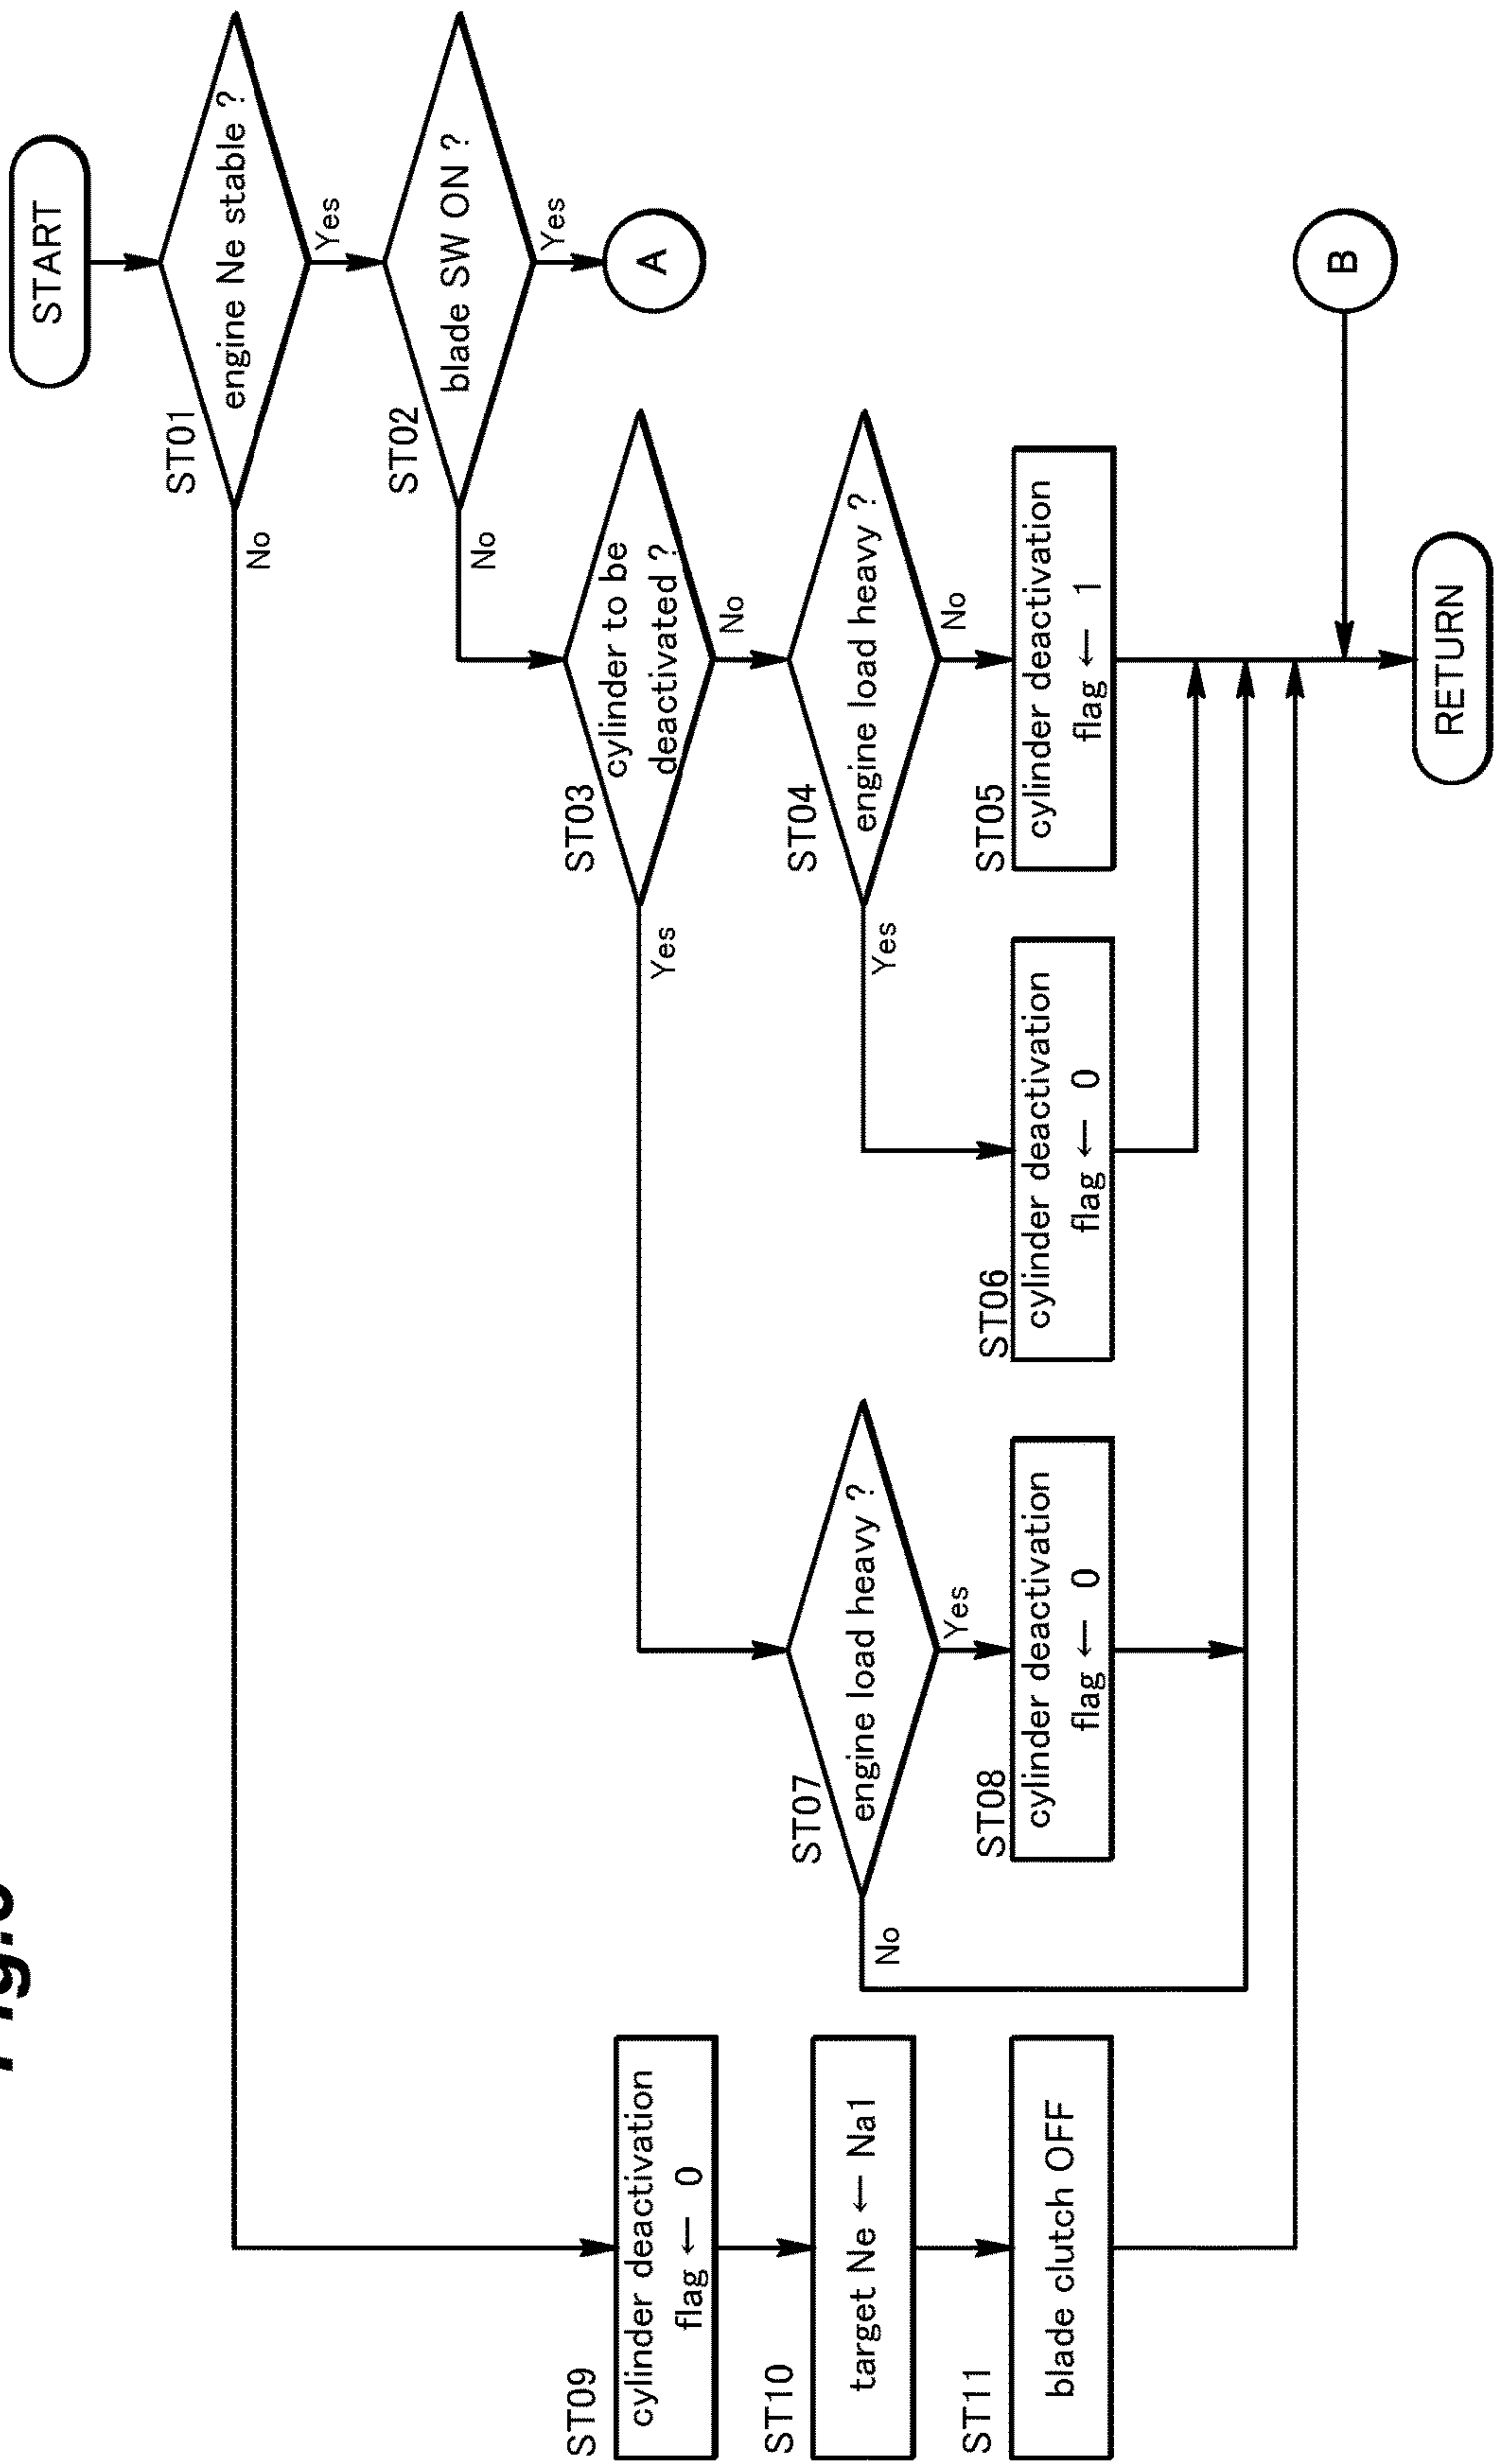 START
ST01
engine Ne stable ?
No
Yes
ST02
blade SW ON ?
No
Yes
A
ST03
cylinder to be
deactivated ?
Yes
No
ST04
engine load heavy ?
Yes
No
ST05
cylinder deactivation
flag ← 1
ST06
cylinder deactivation
flag ← 0
ST07
engine load heavy ?
No
Yes
ST08
cylinder deactivation
flag ← 0
ST09
cylinder deactivation
flag ← 0
ST10
target Ne ← Na1
ST11
blade clutch OFF
B
RETURN